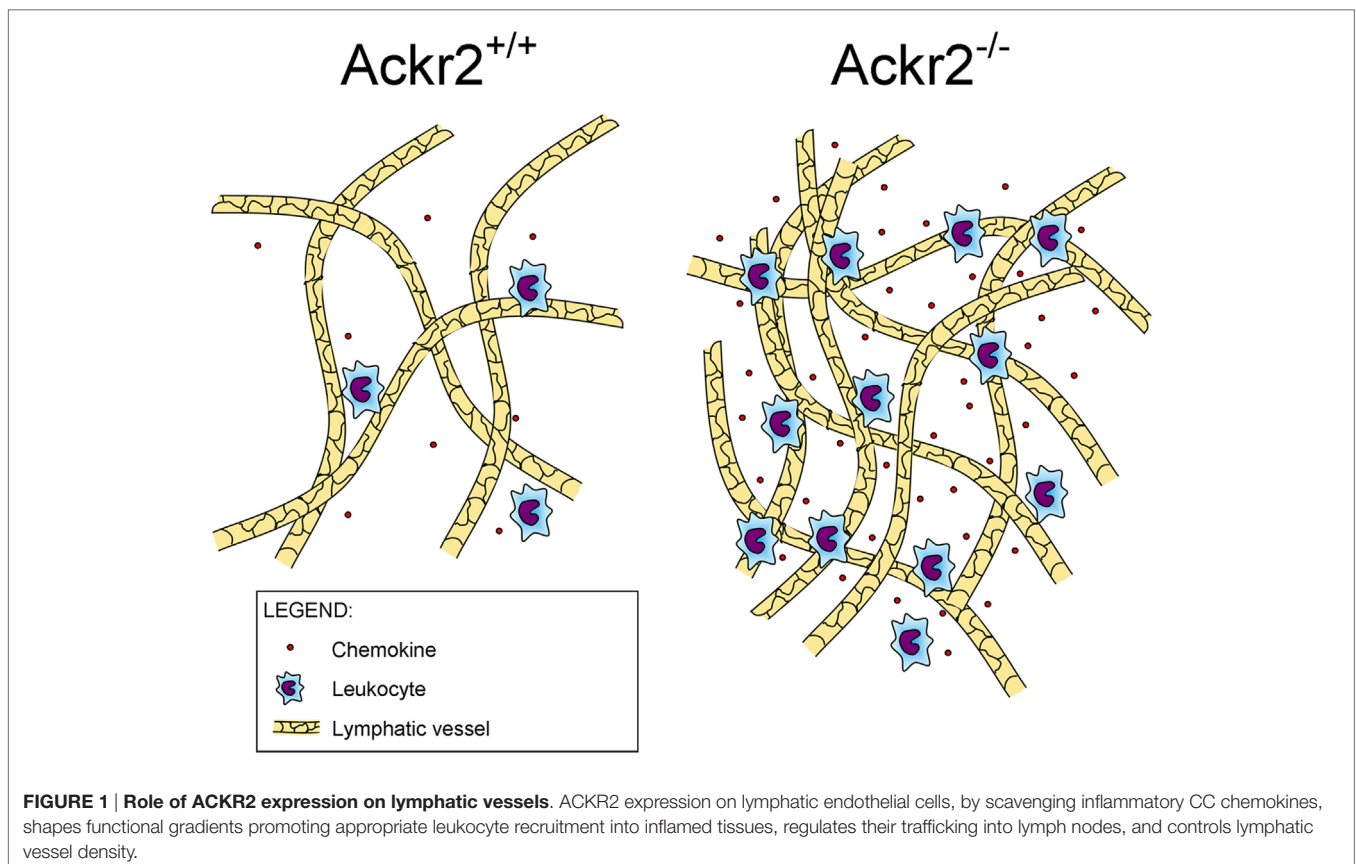 Ackr2+/+
Ackr2-/-
LEGEND:
Chemokine
Leukocyte
Lymphatic vessel
FIGURE 1 | Role of ACKR2 expression on lymphatic vessels. ACKR2 expression on lymphatic endothelial cells, by scavenging inflammatory CC chemokines,
shapes functional gradients promoting appropriate leukocyte recruitment into inflamed tissues, regulates their trafficking into lymph nodes, and controls lymphatic
vessel density.